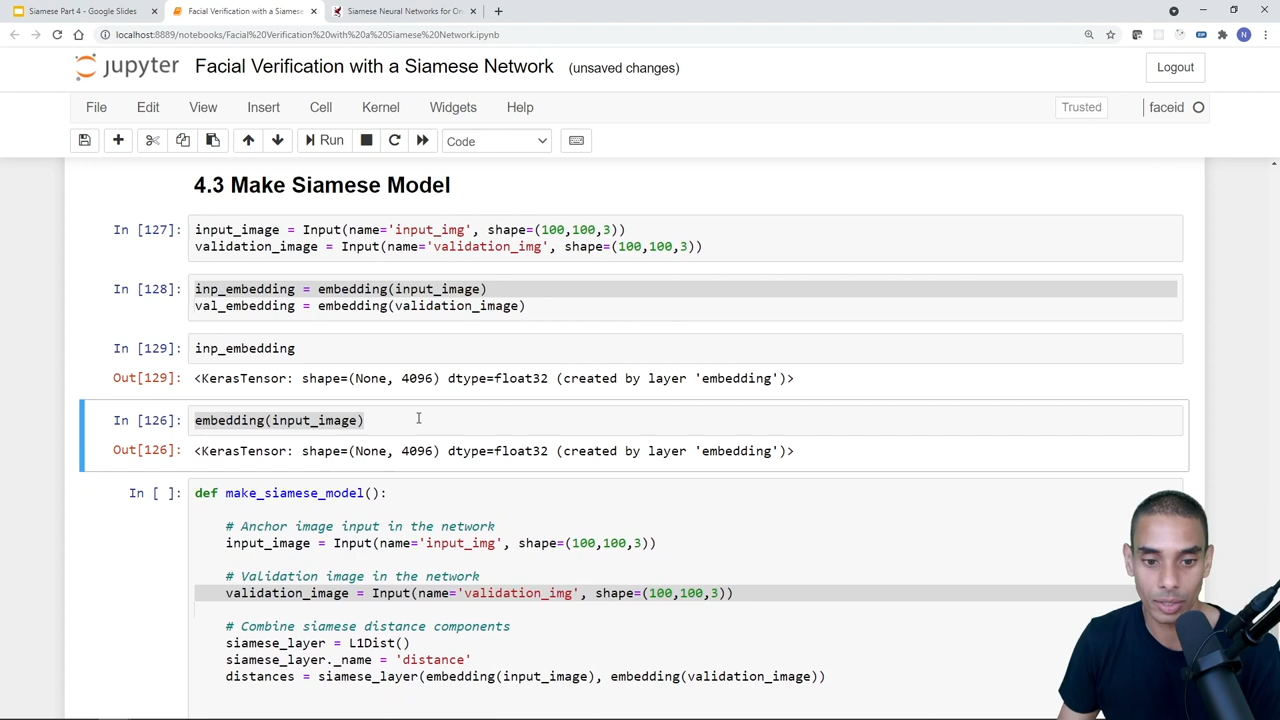 Siamese Part 4 - Google Slides
Facial Verification with a Siamese
Siamese Neural Networks for On
localhost:8889/notebooks/Facial%20Verification%20with%20a%20Siamese%20Network.ipynb
jupyter
Facial Verification with a Siamese Network (unsaved changes)
Logout
File Edit View Insert Cell Kernel Widgets Help
Trusted
faceid
Run
Code
4.3 Make Siamese Model
In [127]: input_image = Input(name='input_img', shape=(100,100,3))
validation_image = Input(name='validation_img', shape=(100,100,3))
In [128]: inp_embedding = embedding(input_image)
val_embedding = embedding(validation_image)
In [129]: inp_embedding
Out[129]: <KerasTensor: shape=(None, 4096) dtype=float32 (created by layer 'embedding')>
In [126]: embedding(input_image)
Out[126]: <KerasTensor: shape=(None, 4096) dtype=float32 (created by layer 'embedding')>
In [ ]: def make_siamese_model():
# Anchor image input in the network
input_image = Input(name='input_img', shape=(100,100,3))
# Validation image in the network
validation_image = Input(name='validation_img', shape=(100,100,3))
# Combine siamese distance components
siamese_layer = L1Dist()
siamese_layer._name = 'distance'
distances = siamese_layer(embedding(input_image), embedding(validation_image))